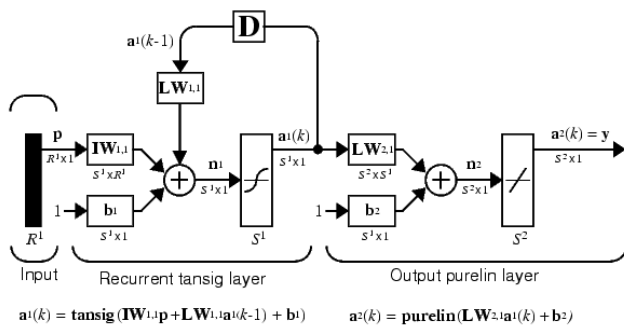 D
a¹(k-1)
LW1,1
p
R¹x1
IW1,1
S¹xR¹
1
b1
S¹x1
n1
S¹x1
a¹(k)
S¹x1
LW2,1
S²xS¹
1
b2
S²x1
n2
S²x1
a²(k) = y
S²x1
R¹
S¹
S²
Input
Recurrent tansig layer
Output purelin layer
a¹(k) = tansig (IW1,1p+LW1,1a¹(k-1) + b1)
a²(k) = purelin(LW2,1a¹(k) + b2)